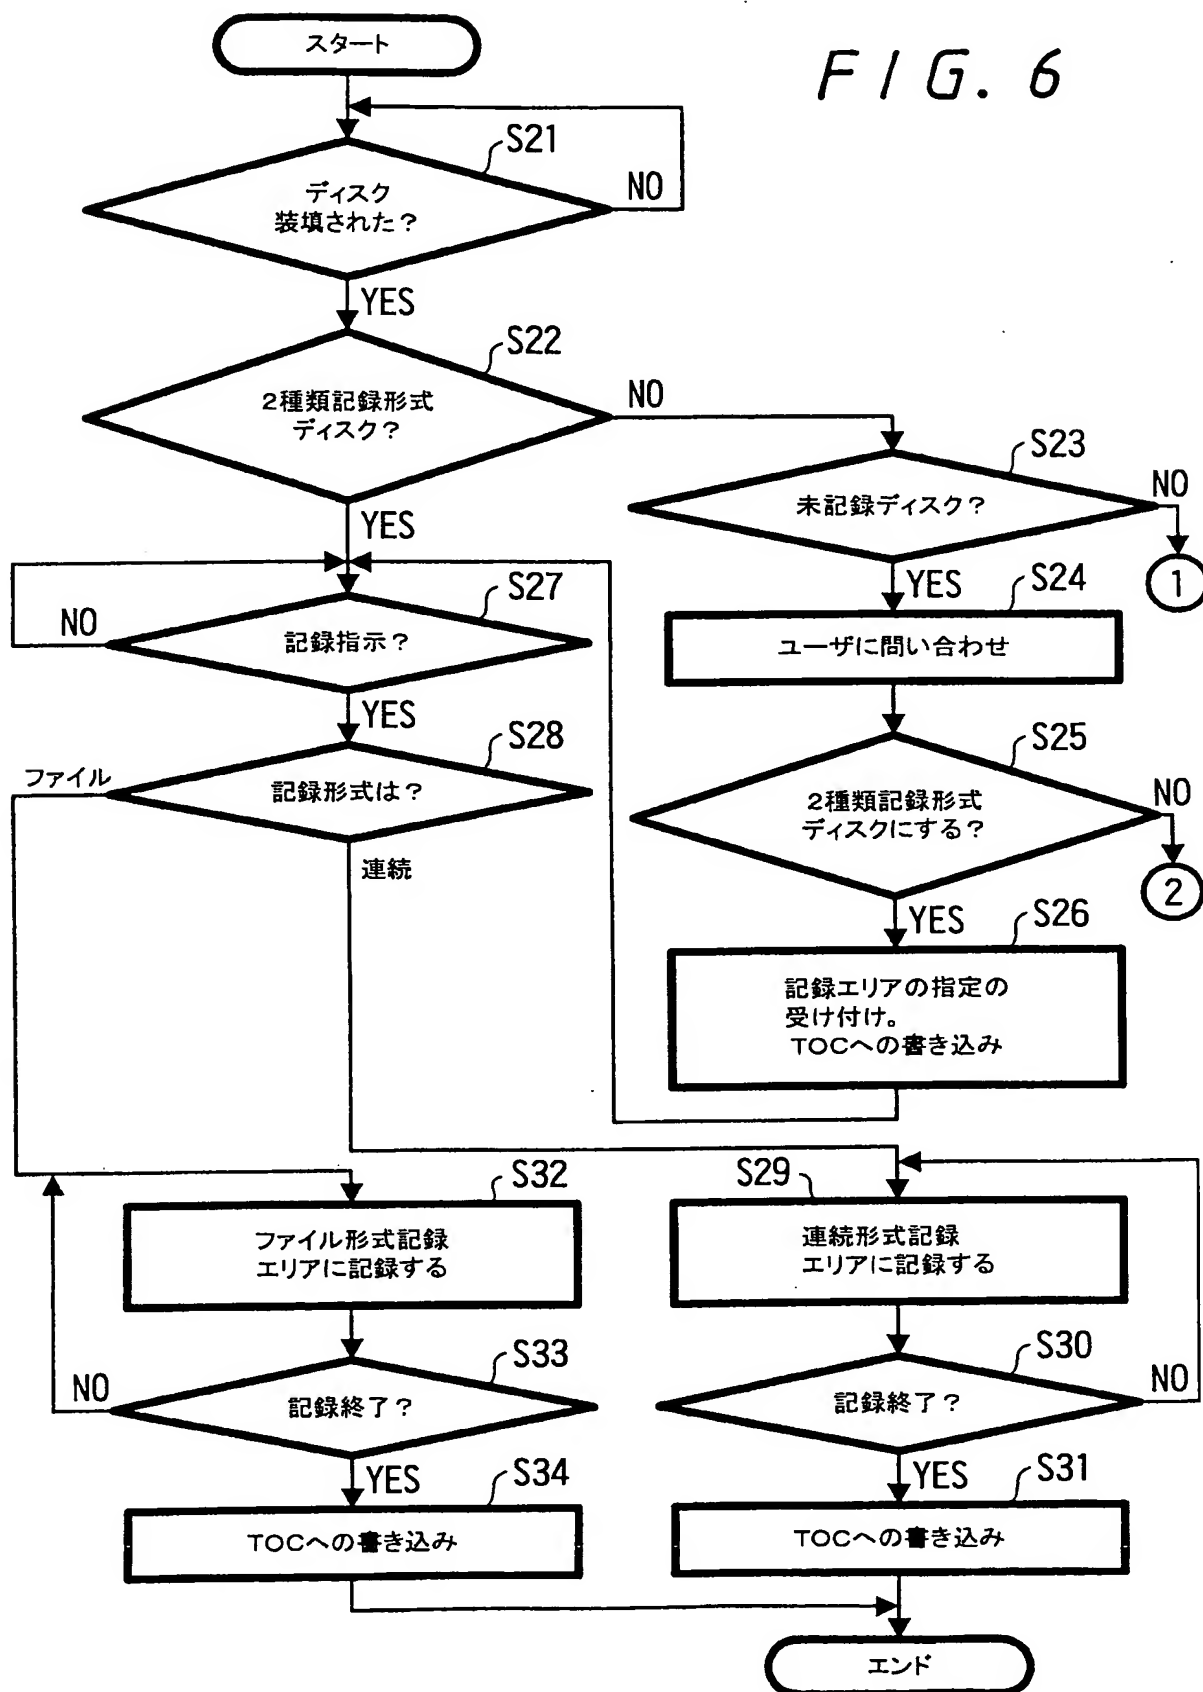 FIG. 6
スタート
S21
ディスク
装填された？
NO
YES
S22
2種類記録形式
ディスク？
NO
YES
S23
未記録ディスク？
NO
1
YES
S24
ユーザに問い合わせ
S25
2種類記録形式
ディスクにする？
NO
2
YES
S26
記録エリアの指定の
受け付け。
TOCへの書き込み
S27
記録指示？
NO
YES
S28
記録形式は？
ファイル
連続
S32
ファイル形式記録
エリアに記録する
S33
記録終了？
NO
YES
S34
TOCへの書き込み
S29
連続形式記録
エリアに記録する
S30
記録終了？
NO
YES
S31
TOCへの書き込み
エンド